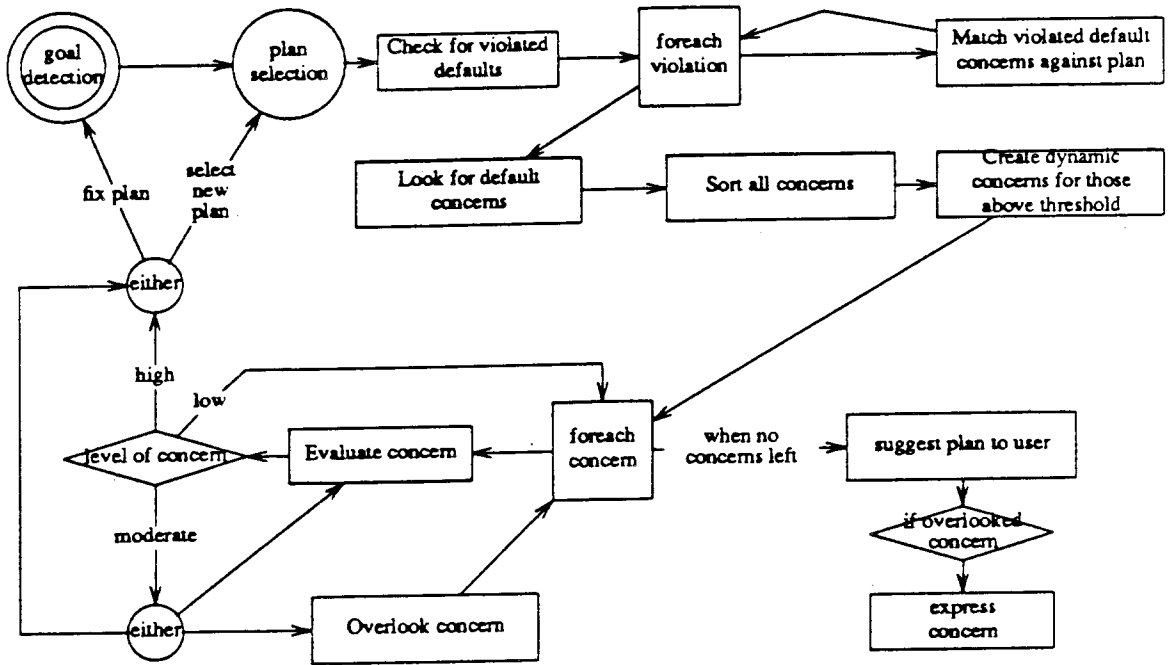 goal
detection
plan
selection
Check for violated
defaults
foreach
violation
Match violated default
concerns against plan
Look for default
concerns
Sort all concerns
Create dynamic
concerns for those
above threshold
fix plan
select
new
plan
either
high
low
level of concern
Evaluate concern
foreach
concern
when no
concerns left
suggest plan to user
moderate
if overlooked
concern
either
Overlook concern
express
concern